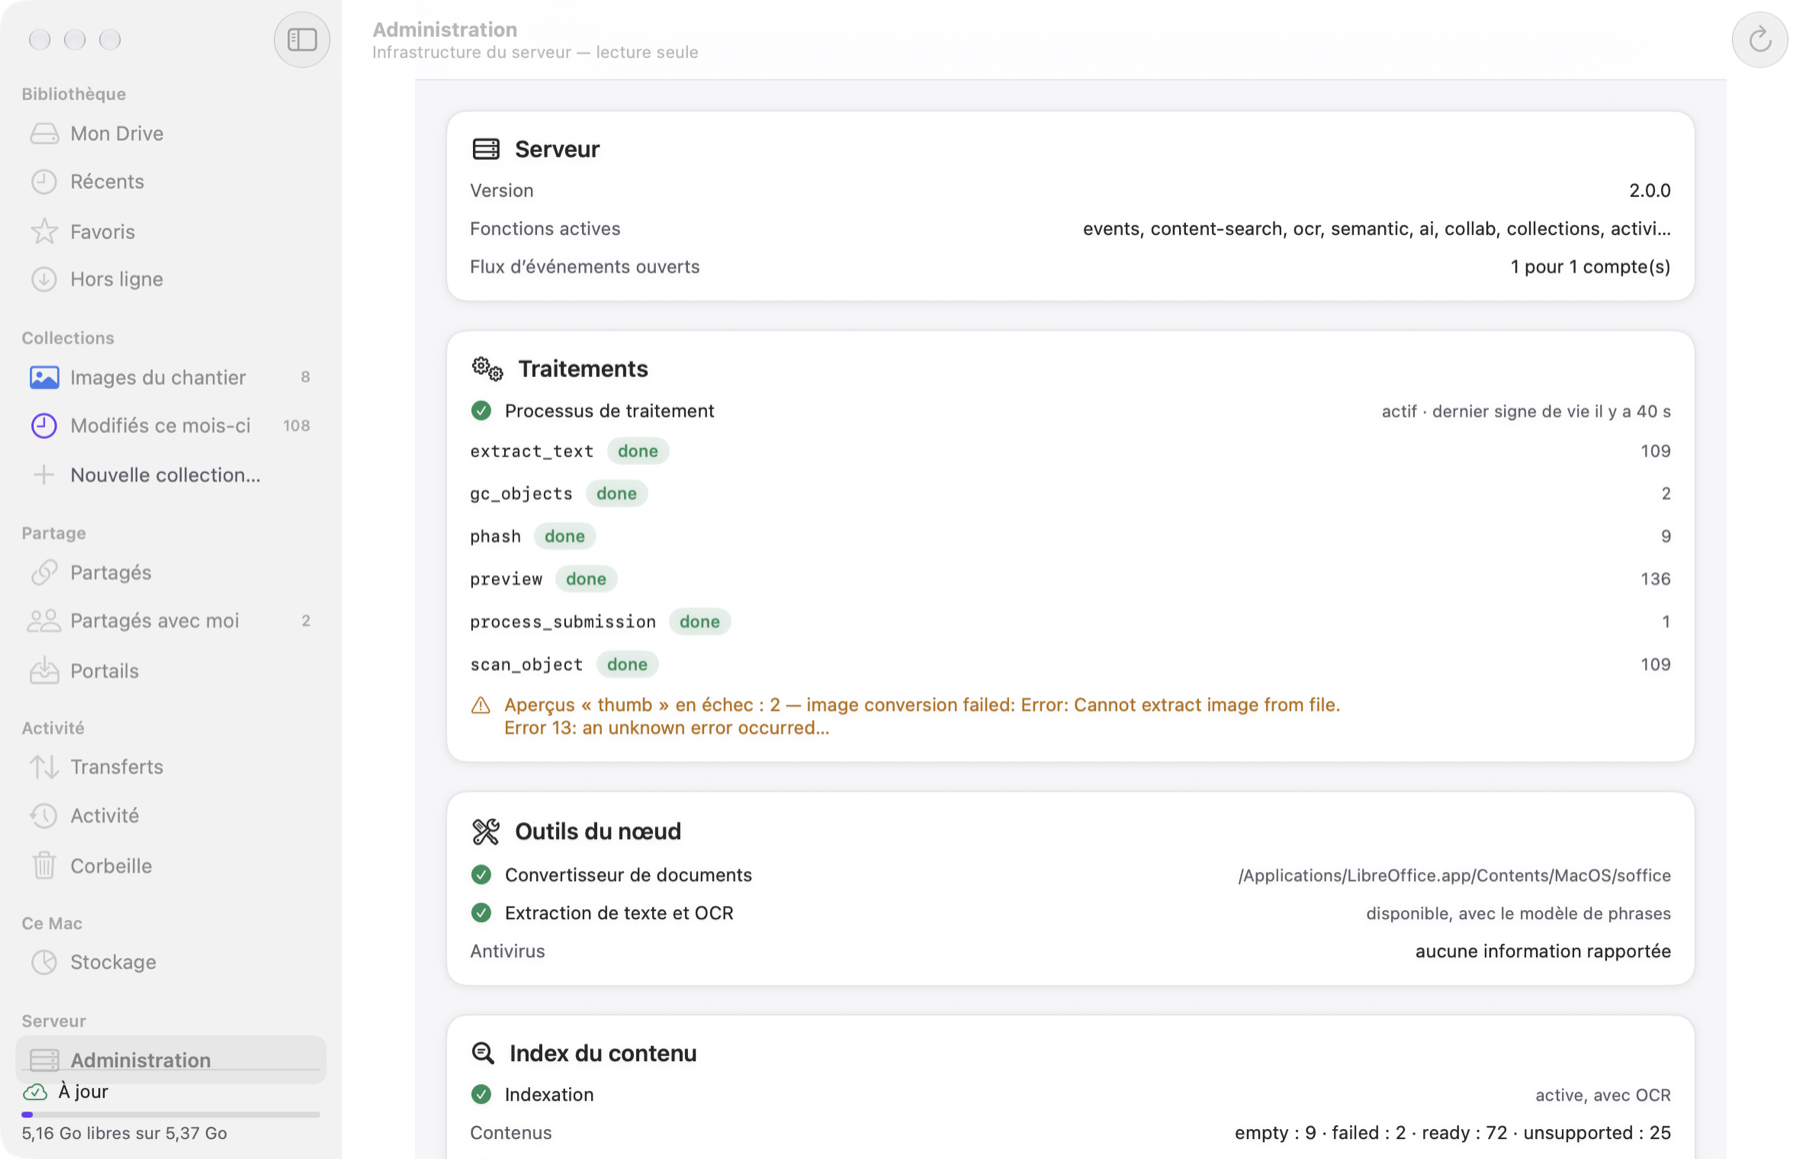 Administration
Infrastructure du serveur — lecture seule
Bibliothèque
Mon Drive
Récents
Favoris
Hors ligne
Collections
Images du chantier 8
Modifiés ce mois-ci 108
Nouvelle collection…
Partage
Partagés
Partagés avec moi 2
Portails
Activité
Transferts
Activité
Corbeille
Ce Mac
Stockage
Serveur
Administration
À jour
5,16 Go libres sur 5,37 Go
Serveur
Version 2.0.0
Fonctions actives events, content-search, ocr, semantic, ai, collab, collections, activi…
Flux d’événements ouverts 1 pour 1 compte(s)
Traitements
Processus de traitement actif · dernier signe de vie il y a 40 s
extract_text done 109
gc_objects done 2
phash done 9
preview done 136
process_submission done 1
scan_object done 109
Aperçus « thumb » en échec : 2 — image conversion failed: Error: Cannot extract image from file.
Error 13: an unknown error occurred…
Outils du nœud
Convertisseur de documents /Applications/LibreOffice.app/Contents/MacOS/soffice
Extraction de texte et OCR disponible, avec le modèle de phrases
Antivirus aucune information rapportée
Index du contenu
Indexation active, avec OCR
Contenus empty : 9 · failed : 2 · ready : 72 · unsupported : 25